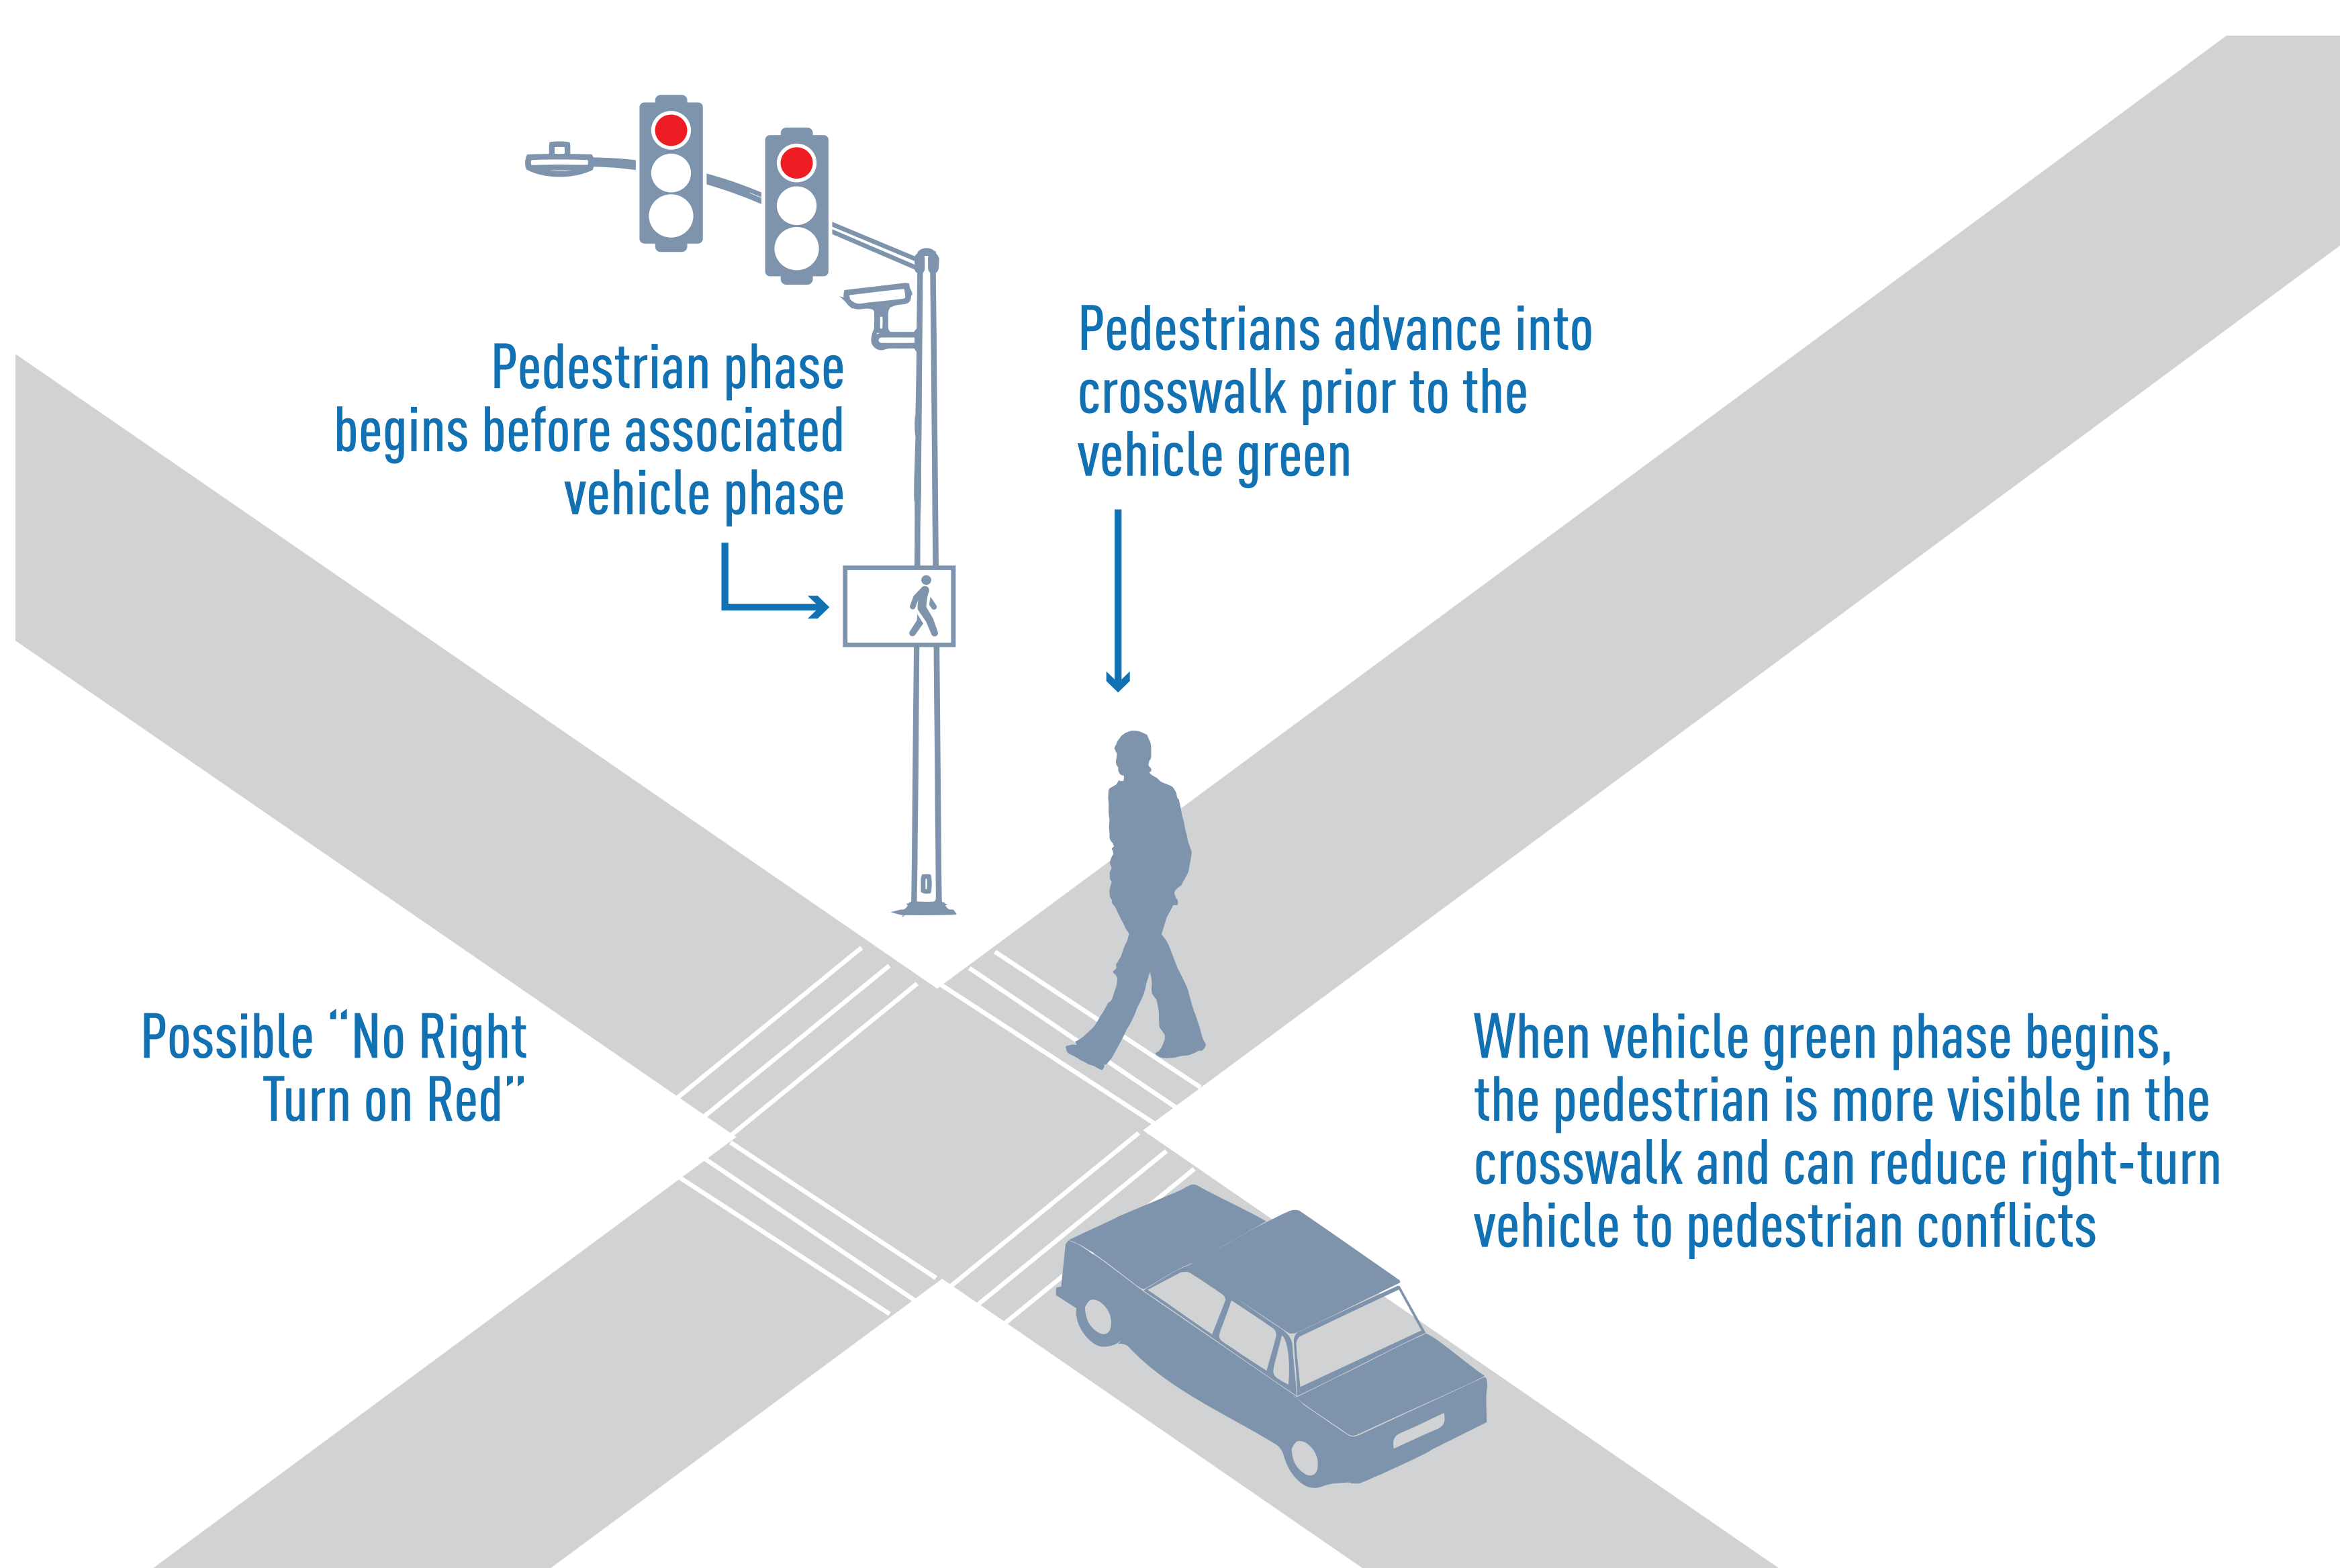 Pedestrian phase
begins before associated
vehicle phase
Pedestrians advance into
crosswalk prior to the
vehicle green
Possible “No Right
Turn on Red”
When vehicle green phase begins,
the pedestrian is more visible in the
crosswalk and can reduce right-turn
vehicle to pedestrian conflicts